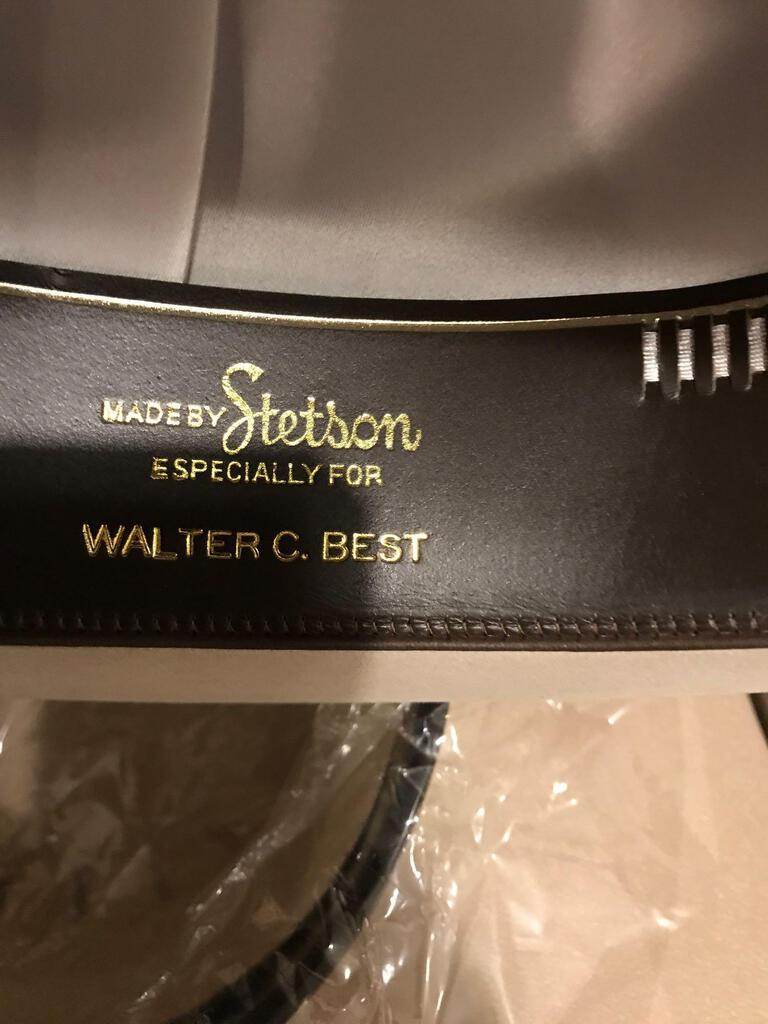 MADE BY Stetson
ESPECIALLY FOR
WALTER C. BEST